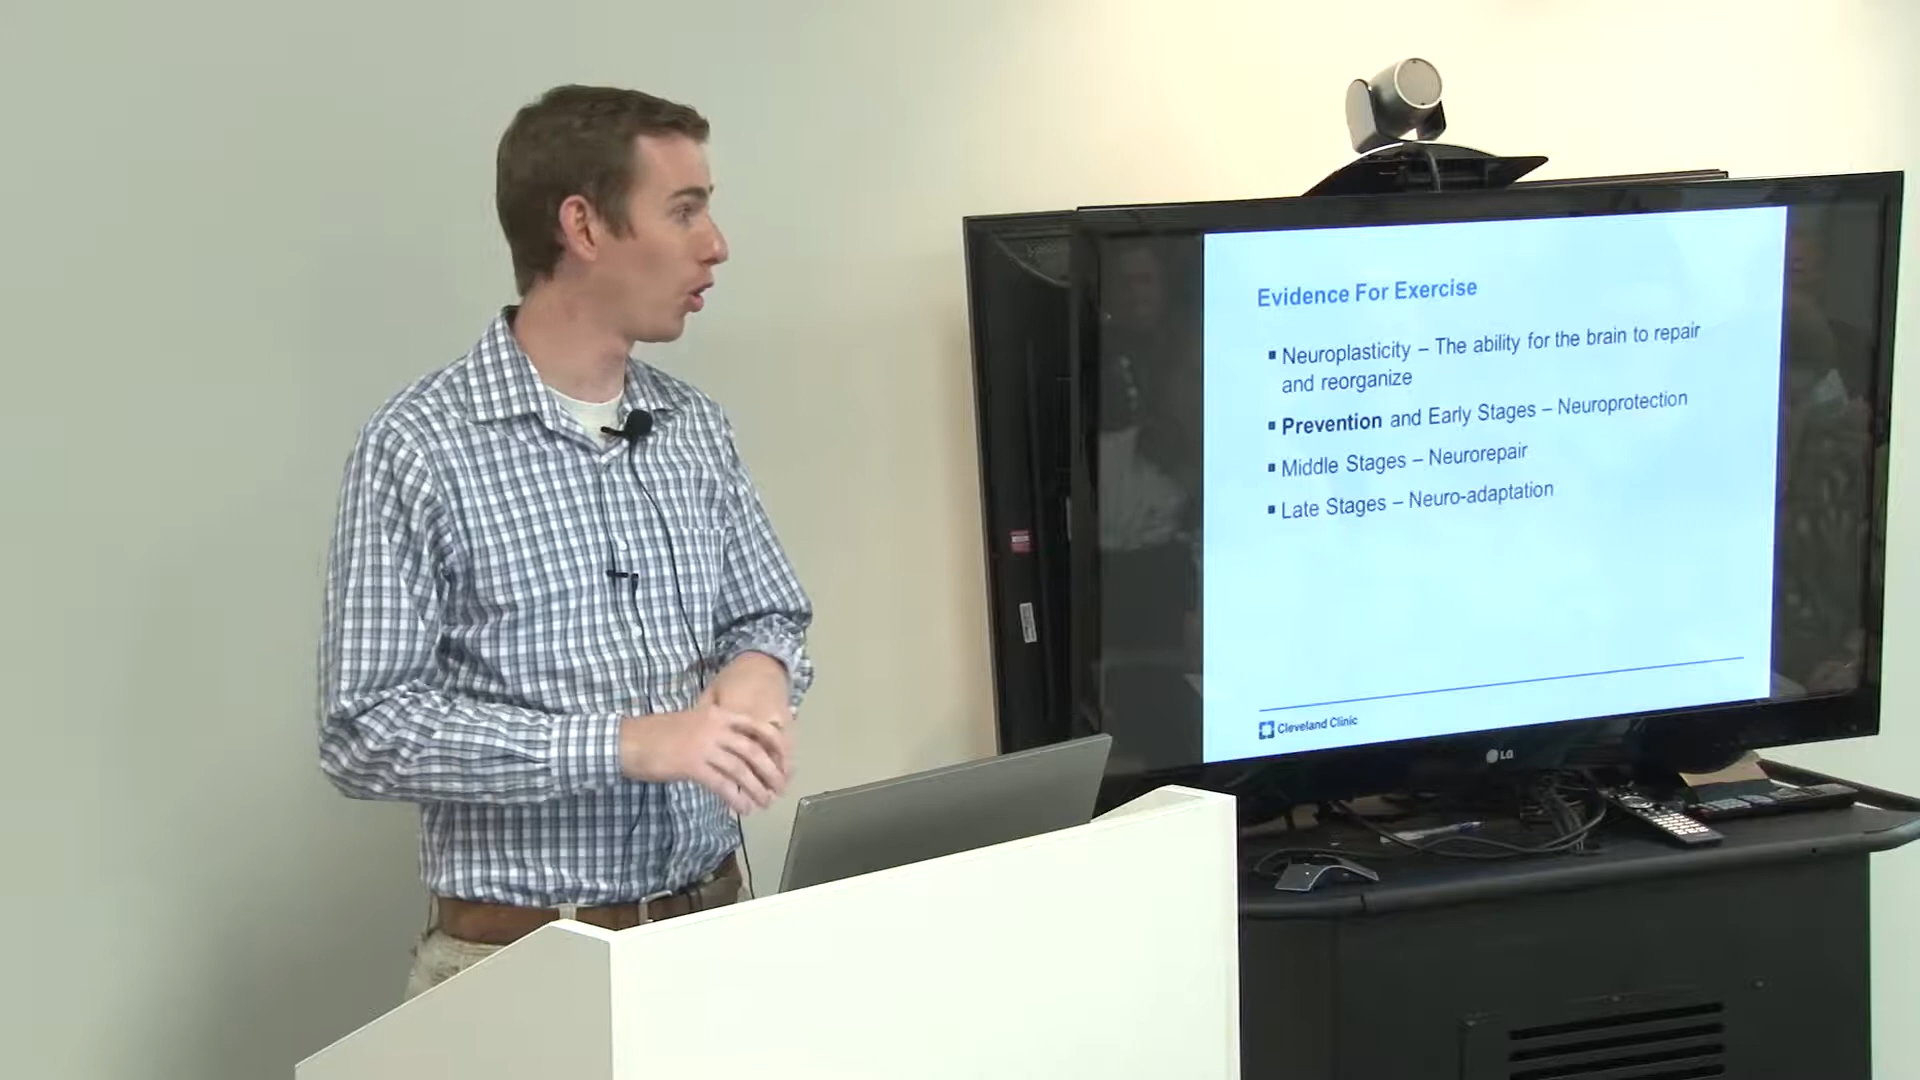 Evidence For Exercise
▪ Neuroplasticity – The ability for the brain to repair
and reorganize
▪ Prevention and Early Stages – Neuroprotection
▪ Middle Stages – Neurorepair
▪ Late Stages – Neuro-adaptation
Cleveland Clinic
LG